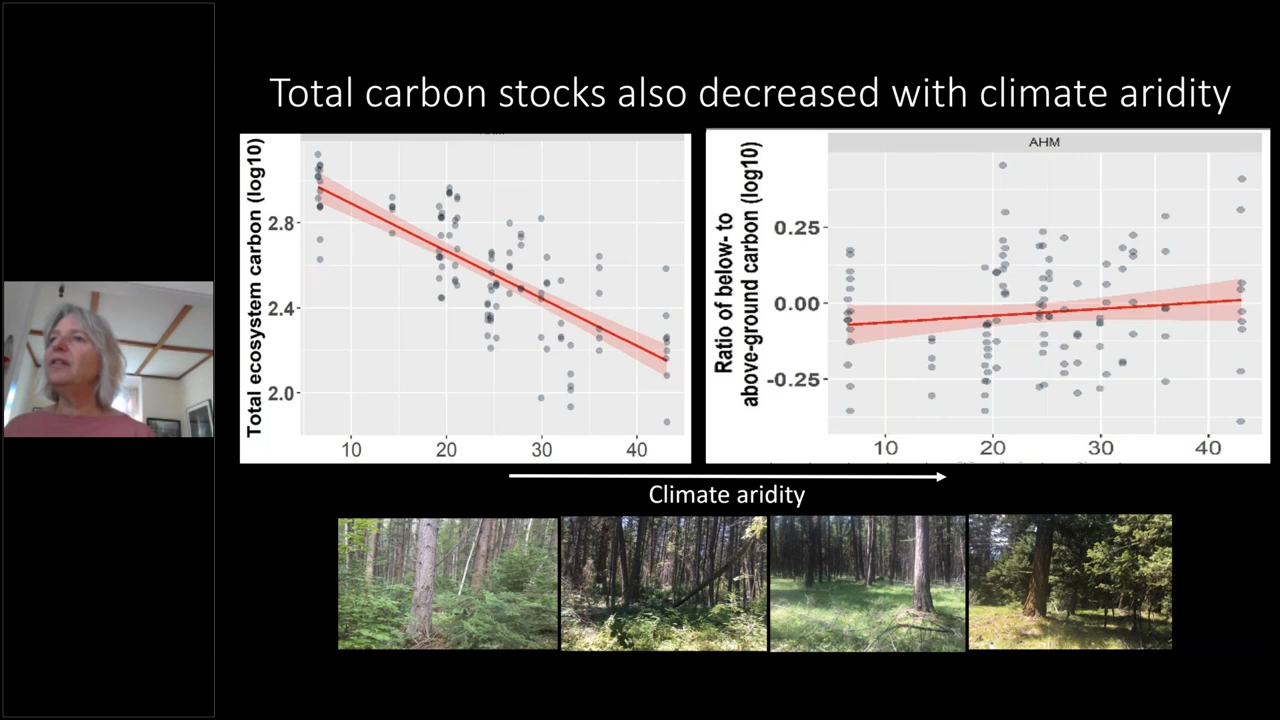 Total carbon stocks also decreased with climate aridity
Total ecosystem carbon (log10)
2.8
2.4
2.0
10 20 30 40
AHM
Ratio of below- to
above-ground carbon (log10)
0.25
0.00
-0.25
10 20 30 40
Climate aridity